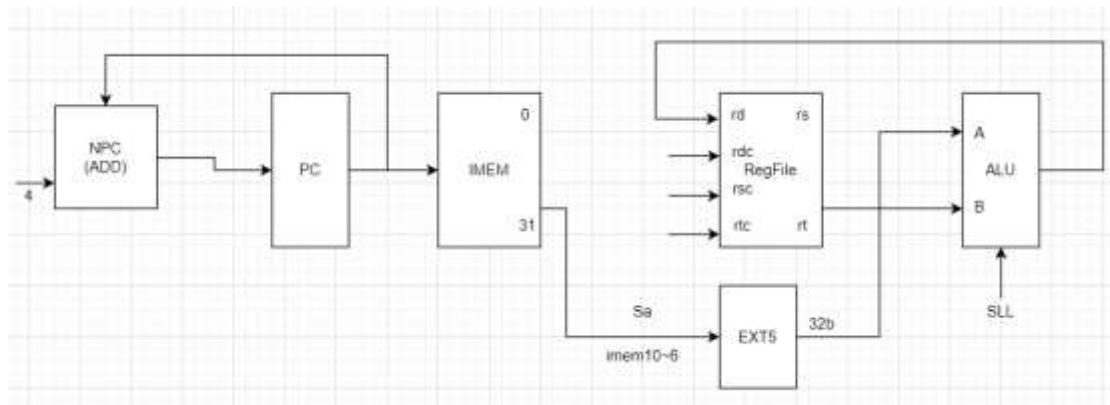 NPC
(ADD)
4
PC
0
IMEM
31
rd
rs
rdc
RegFile
rsc
rtc
rt
A
ALU
B
SLL
Sa
imem10~6
EXT5
32b